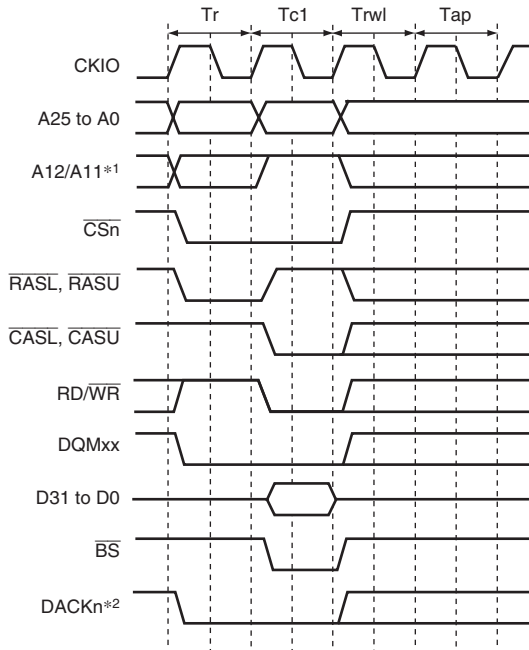 Tr Tc1 Trwl Tap
CKIO
A25 to A0
A12/A11*1
CSn
RASL, RASU
CASL, CASU
RD/WR
DQMxx
D31 to D0
BS
DACKn*2